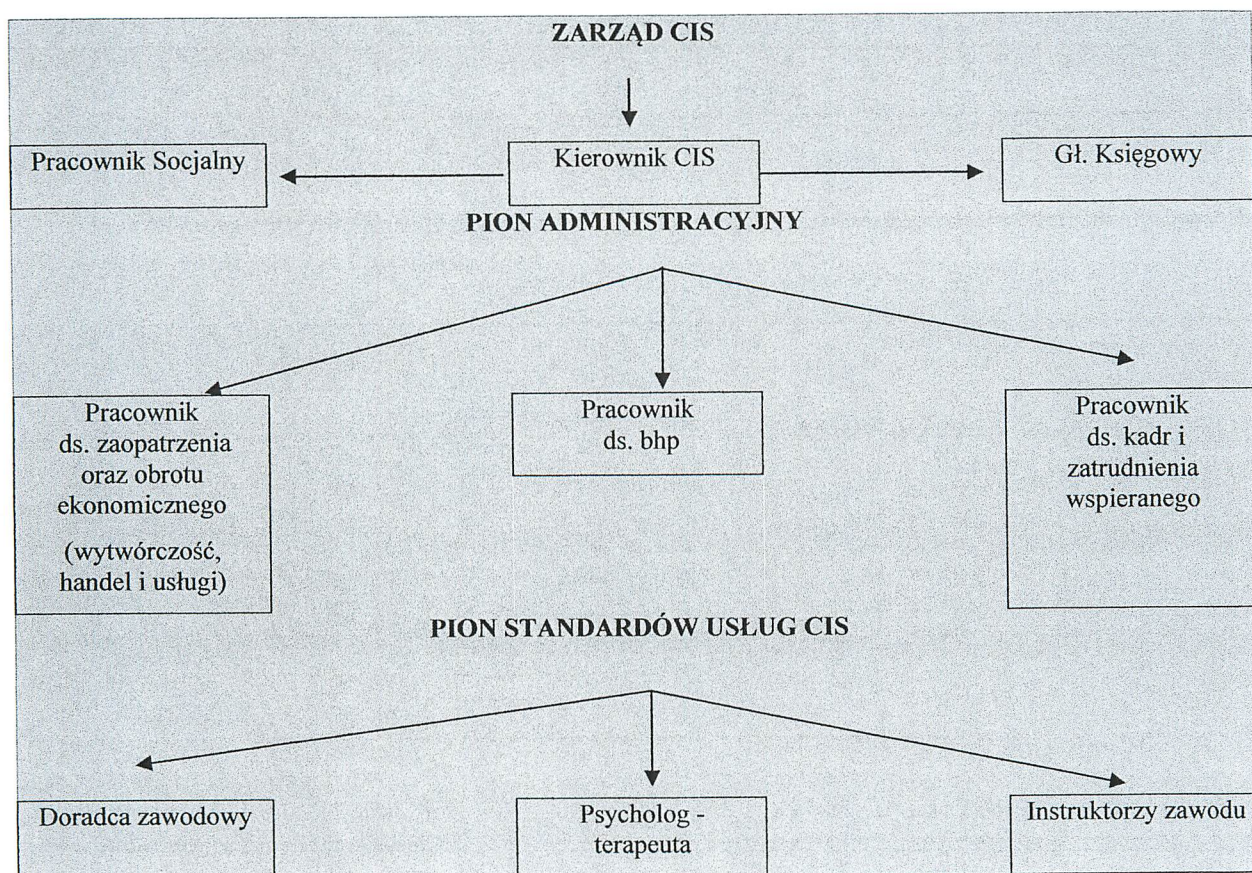 ZARZĄD CIS
Pracownik Socjalny
Kierownik CIS
Gł. Księgowy
PION ADMINISTRACYJNY
Pracownik
ds. zaopatrzenia
oraz obrotu
ekonomicznego
(wytwórczość,
handel i usługi)
Pracownik
ds. bhp
Pracownik
ds. kadr i
zatrudnienia
wspieranego
PION STANDARDÓW USŁUG CIS
Doradca zawodowy
Psycholog -
terapeuta
Instruktorzy zawodu